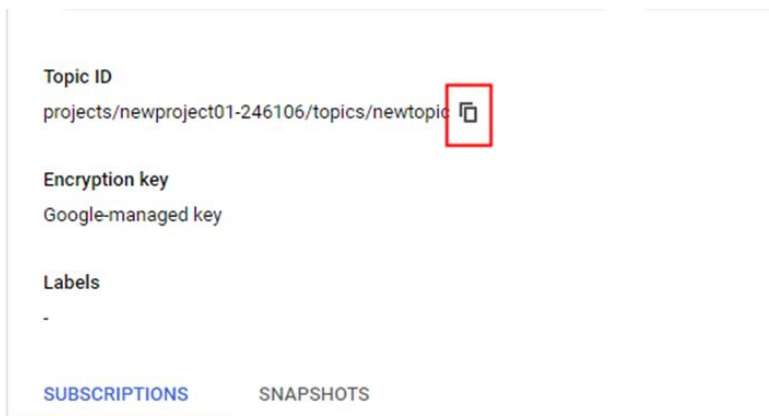 Topic ID
projects/newproject01-246106/topics/newtopic
Encryption key
Google-managed key
Labels
-
SUBSCRIPTIONS SNAPSHOTS